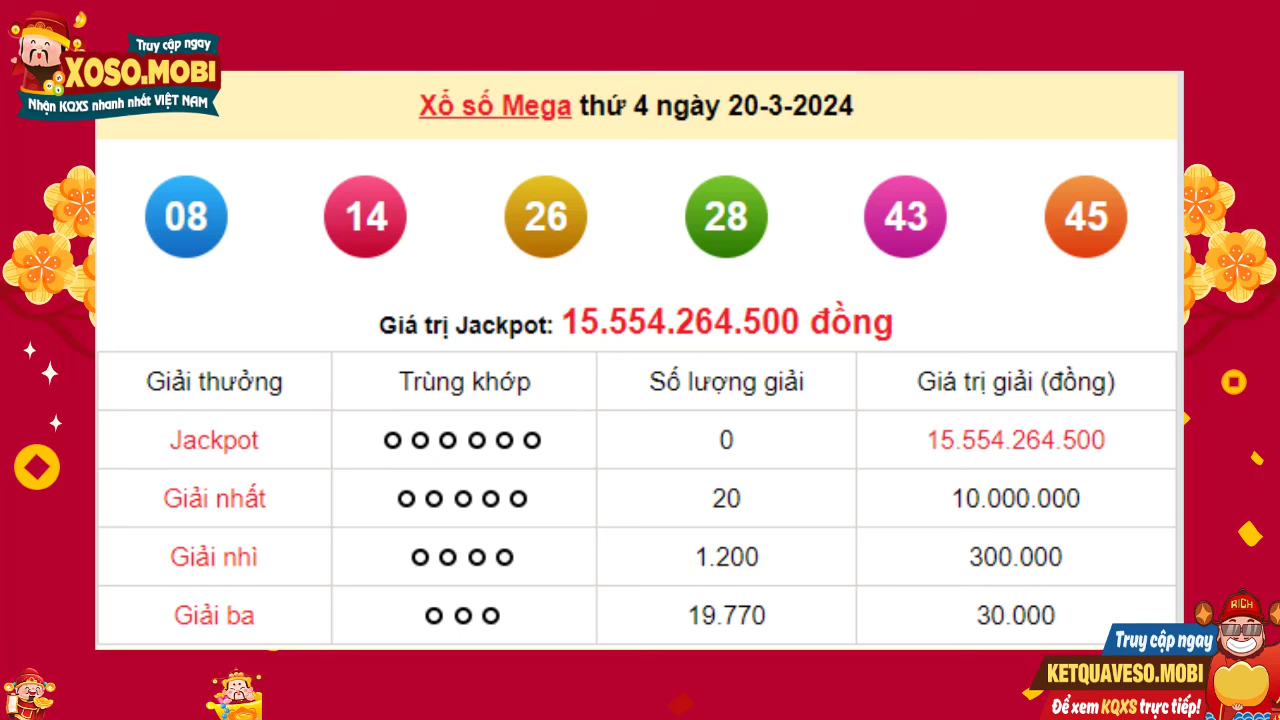 Truy cập ngay
XOSO.MOBI
Nhận KQXS nhanh nhất VIỆT NAM
Xổ số Mega thứ 4 ngày 20-3-2024
08 14 26 28 43 45
Giá trị Jackpot: 15.554.264.500 đồng
Giải thưởng Trùng khớp Số lượng giải Giá trị giải (đồng)
Jackpot 0 15.554.264.500
Giải nhất 20 10.000.000
Giải nhì 1.200 300.000
Giải ba 19.770 30.000
RICH
Truy cập ngay
KETQUAVESO.MOBI
Để xem KQXS trực tiếp!